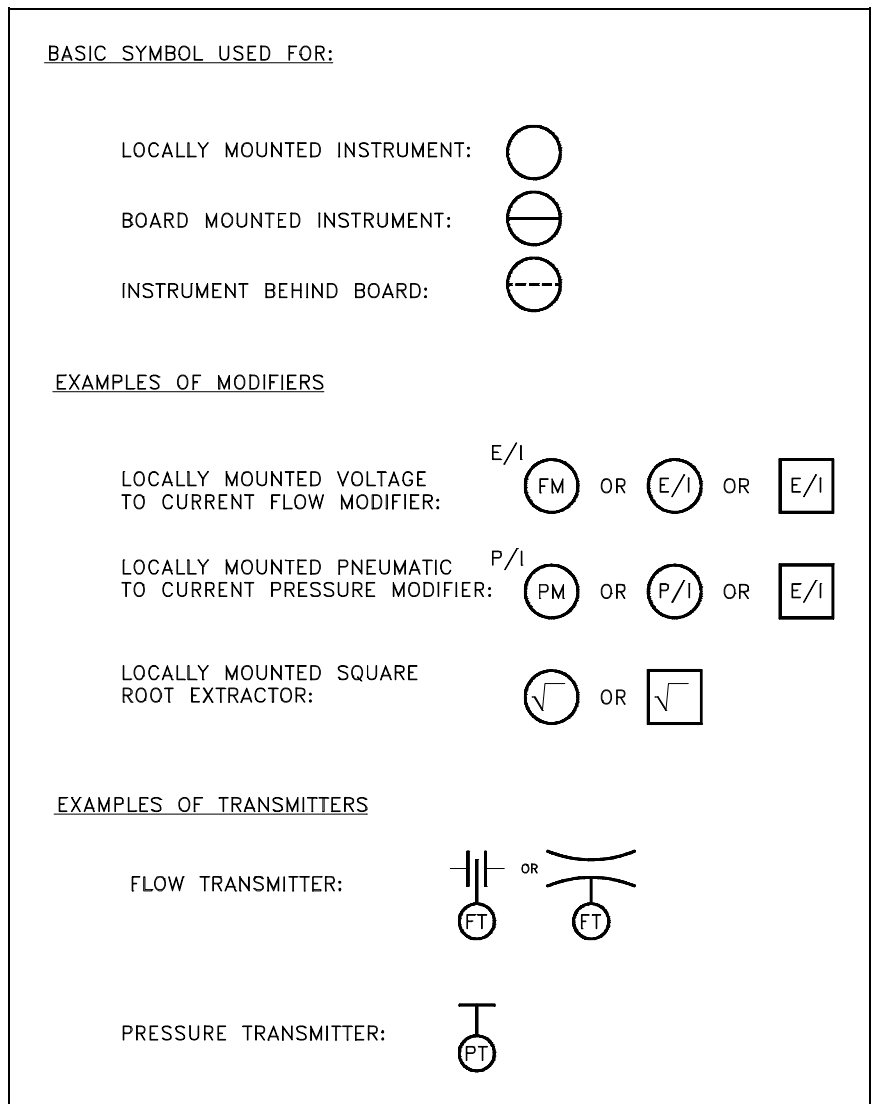 BASIC SYMBOL USED FOR:
LOCALLY MOUNTED INSTRUMENT:
BOARD MOUNTED INSTRUMENT:
INSTRUMENT BEHIND BOARD:
EXAMPLES OF MODIFIERS
LOCALLY MOUNTED VOLTAGE
TO CURRENT FLOW MODIFIER:
E/I
FM OR E/I OR E/I
LOCALLY MOUNTED PNEUMATIC
TO CURRENT PRESSURE MODIFIER:
P/I
PM OR P/I OR E/I
LOCALLY MOUNTED SQUARE
ROOT EXTRACTOR:
√ OR √
EXAMPLES OF TRANSMITTERS
FLOW TRANSMITTER:
OR
FT FT
PRESSURE TRANSMITTER:
PT